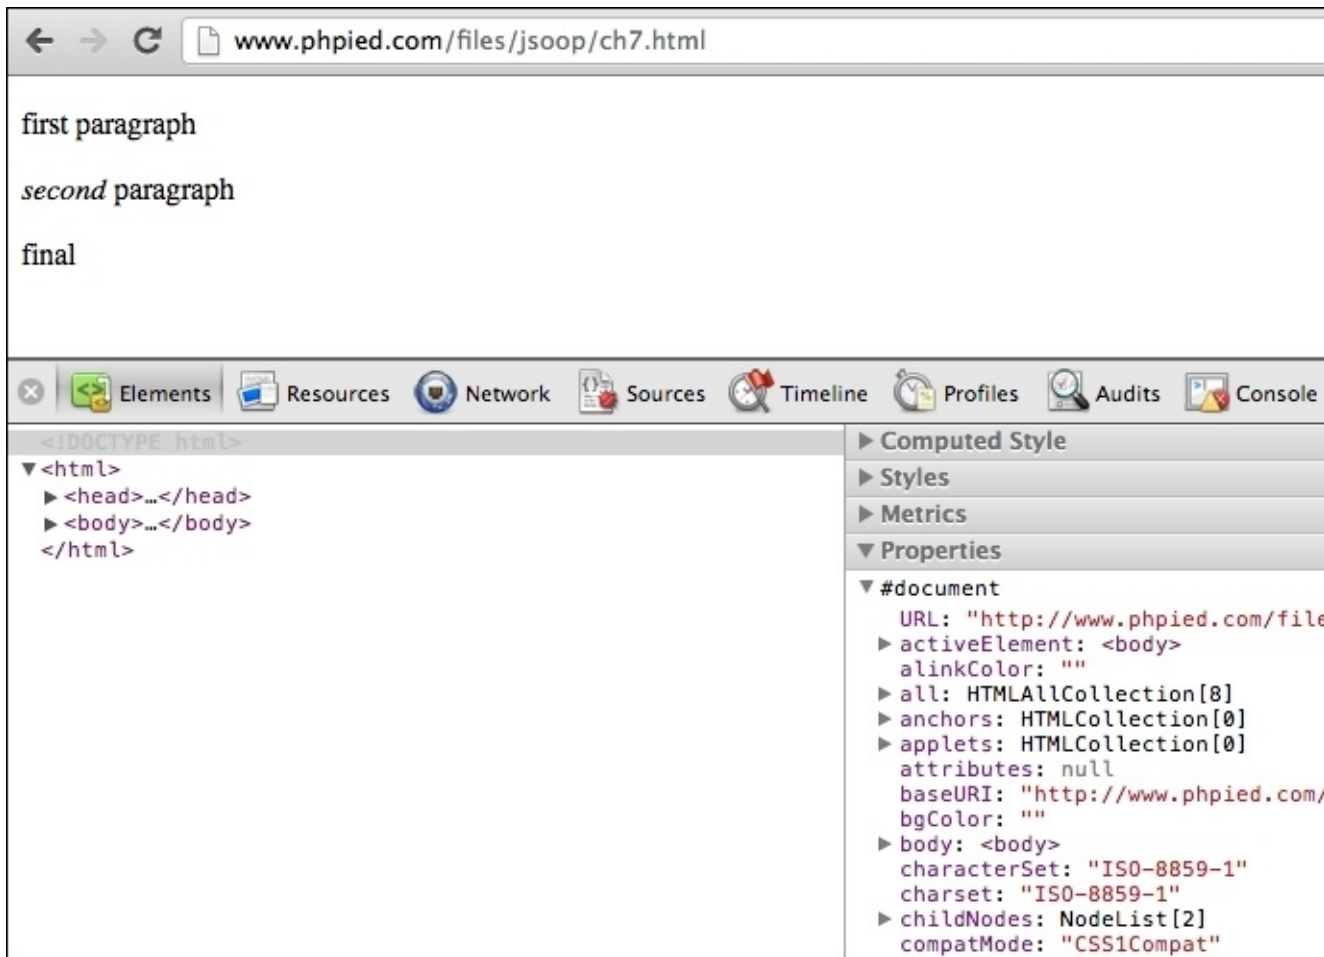 www.phpied.com/files/jsoop/ch7.html
first paragraph
second paragraph
final
Elements Resources Network Sources Timeline Profiles Audits Console
<!DOCTYPE html>
▼<html>
▶<head>…</head>
▶<body>…</body>
</html>
▶Computed Style
▶Styles
▶Metrics
▼Properties
▼#document
URL: "http://www.phpied.com/file
▶activeElement: <body>
alinkColor: ""
▶all: HTMLAllCollection[8]
▶anchors: HTMLCollection[0]
▶applets: HTMLCollection[0]
attributes: null
baseURI: "http://www.phpied.com/
bgColor: ""
▶body: <body>
characterSet: "ISO-8859-1"
charset: "ISO-8859-1"
▶childNodes: NodeList[2]
compatMode: "CSS1Compat"